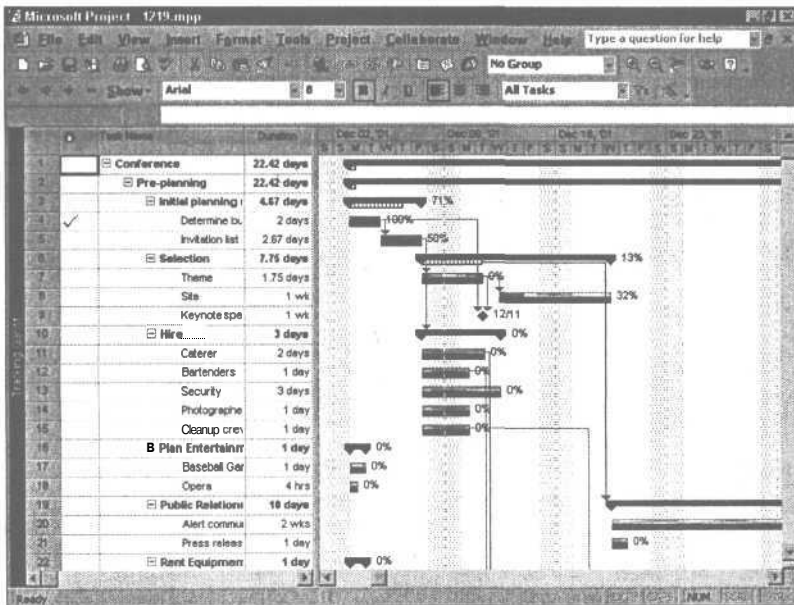 Microsoft Project - 1219.mpp
File Edit View Insert Format Tools Project Collaborate Window Help Type a question for help
No Group
Show Arial 8 B I U All Tasks
Task Name Duration Dec 02, '01 Dec 16, '01 Dec 23, '01
1 Conference 22.42 days
2 Pre-planning 22.42 days
3 Initial planning 4.67 days 71%
4 Determine bu 2 days 100%
5 Invitation list 2.67 days 50%
6 Selection 7.75 days 13%
7 Theme 1.75 days 0%
8 Site 1 wk 32%
9 Keynote spe 1 wk 12/11
10 Hire 3 days 0%
11 Caterer 2 days 0%
12 Bartenders 1 day 0%
13 Security 3 days 0%
14 Photographe 1 day 0%
15 Cleanup crev 1 day 0%
16 B Plan Entertainm 1 day 0%
17 Baseball Gar 1 day 0%
18 Opera 4 hrs 0%
19 Public Relations 10 days
20 Alert commu 2 wks
21 Press releas 1 day 0%
22 Rent Equipmen 1 day 0%
Ready NUM